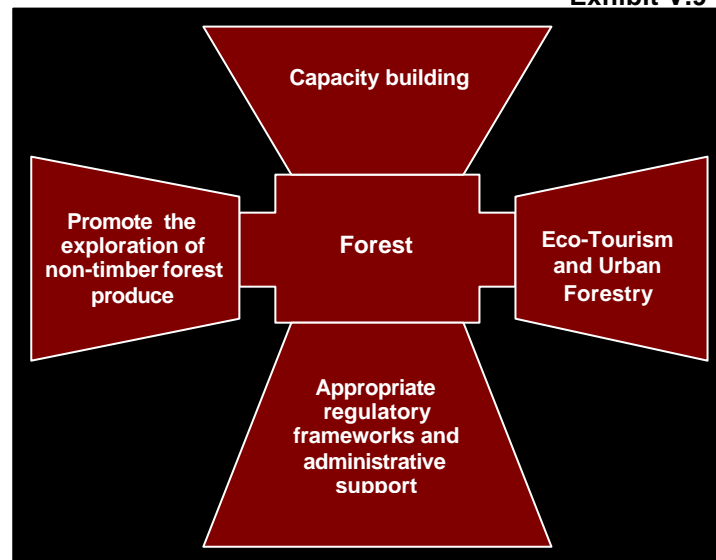 Capacity building
Promote the
exploration of
non-timber forest
produce
Forest
Eco-Tourism
and Urban
Forestry
Appropriate
regulatory
frameworks and
administrative
support